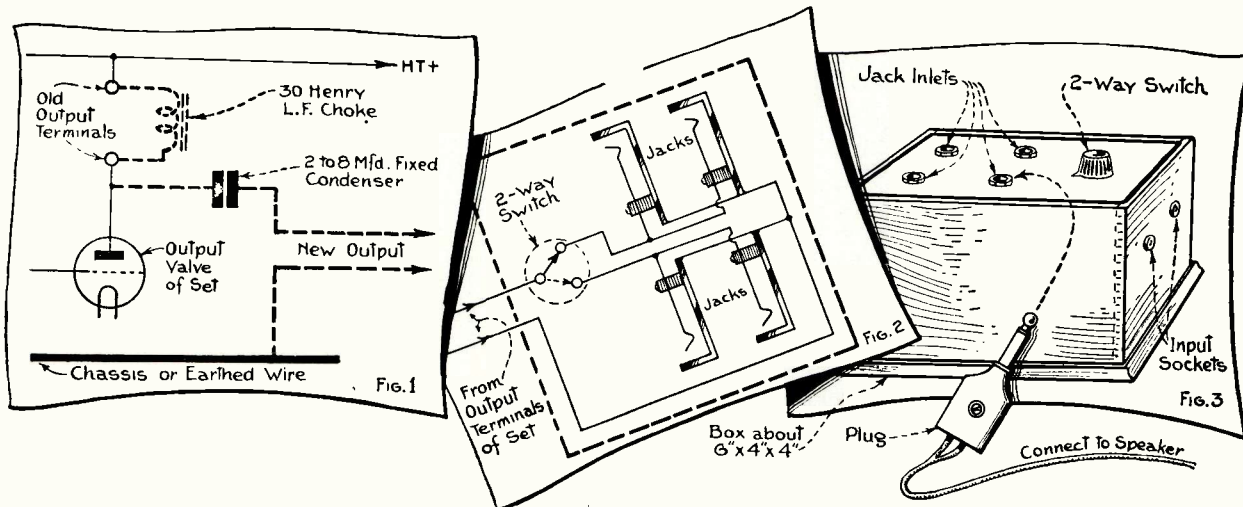 HT+
Old
Output
Terminals
30 Henry
L.F. Choke
2 to 8 Mfd. Fixed
Condenser
Output
Valve
of Set
New Output
Chassis or Earthed Wire
FIG.1
2-Way
Switch
Jacks
Jacks
From
Output
Terminals
of Set
FIG. 2
Jack Inlets
2-Way Switch
Input
Sockets
Box about
6"x 4"x 4"
Plug
Connect to Speaker
FIG.3